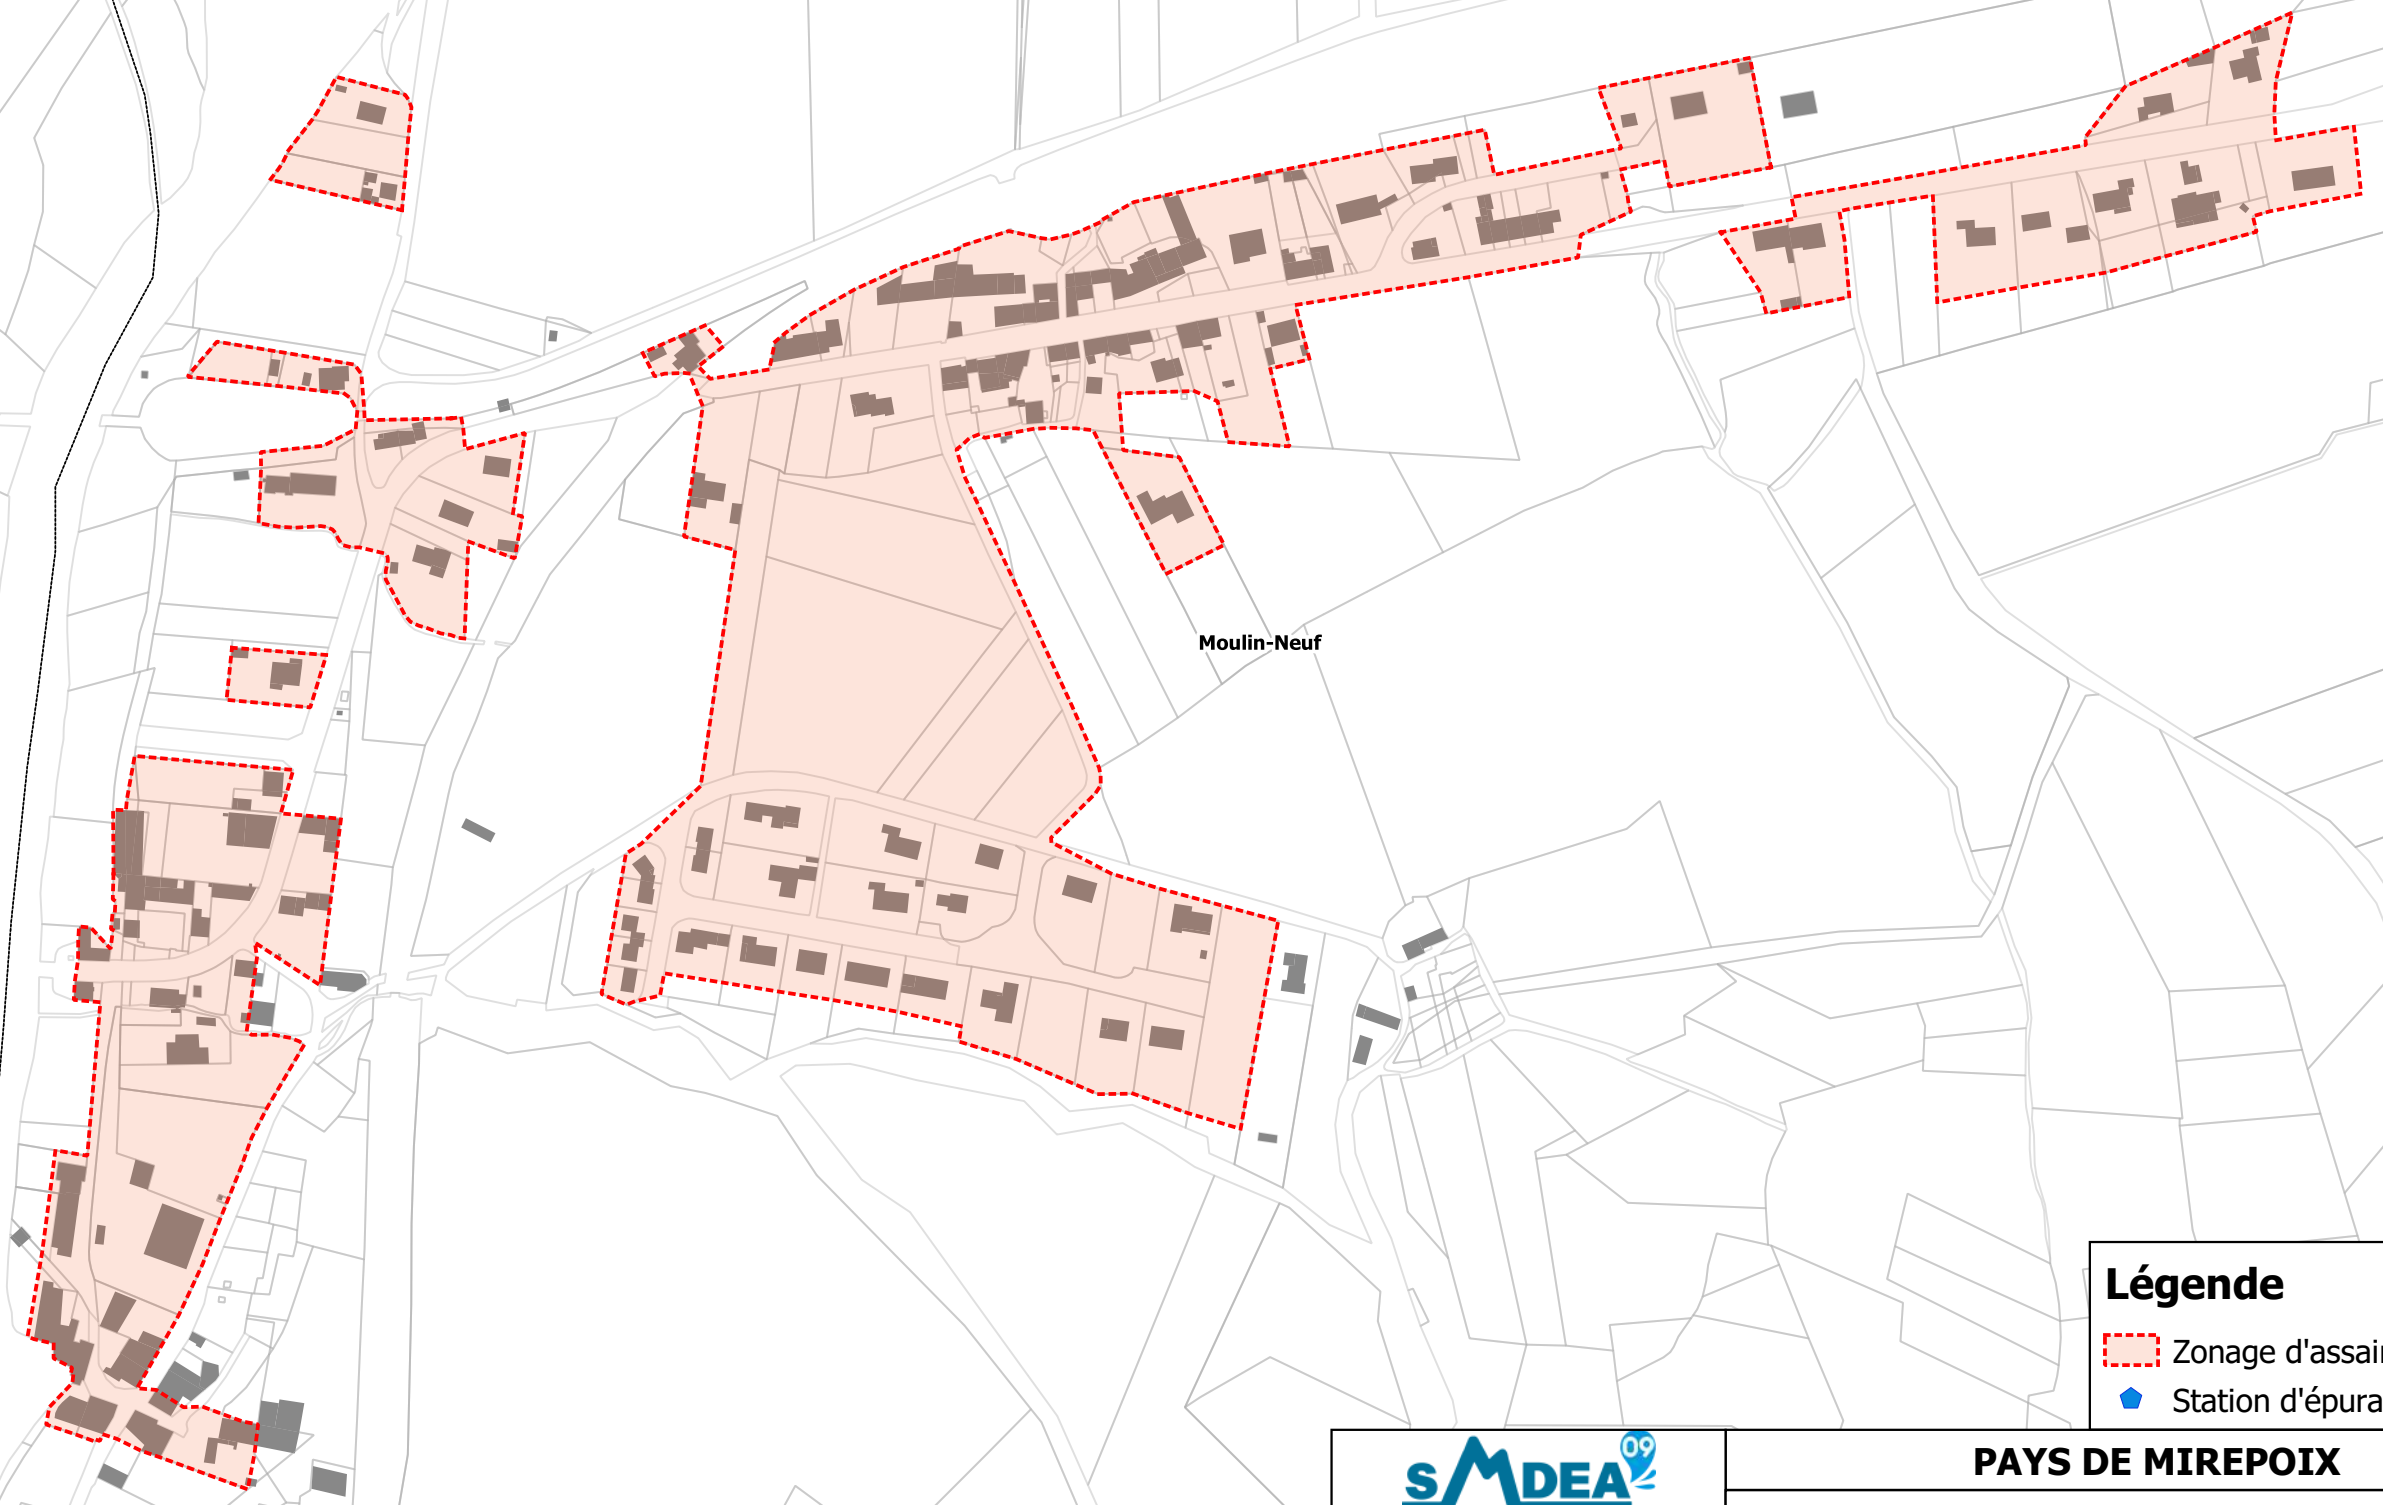 Moulin-Neuf
Légende
Zonage d'assai
Station d'épura
09
SMDEA
PAYS DE MIREPOIX